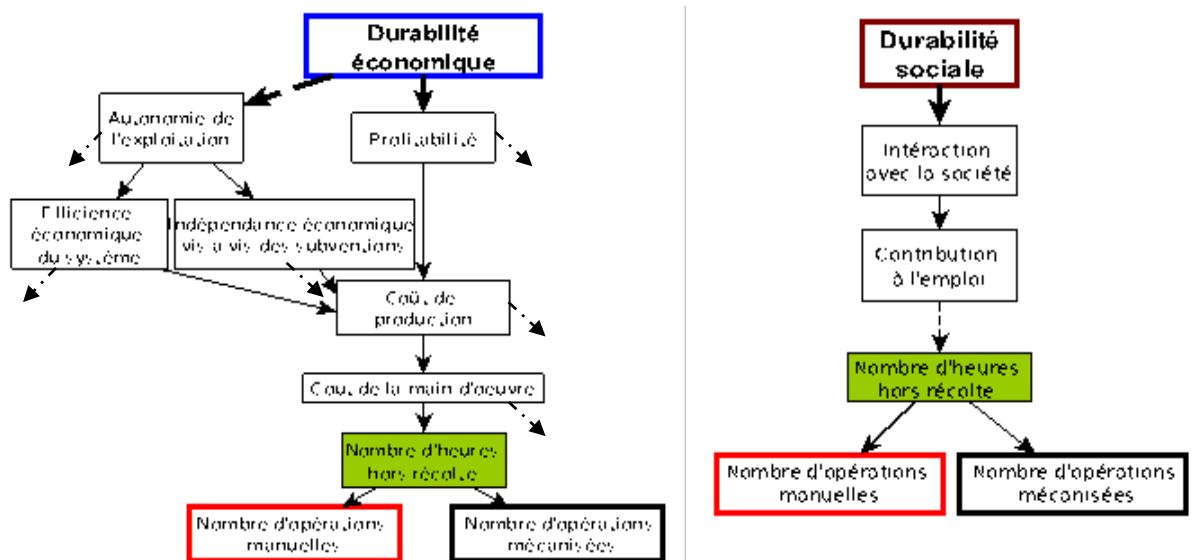 Durabilité
économique
Autonomie de
l'exploitation
Profitabilité
Efficience
économique
du système
Indépendance économique
vis à vis des subventions
Coût de
production
Cout de la main d'oeuvre
Nombre d'heures
hors récolte
Nombre d'opérations
manuelles
Nombre d'opérations
mécanisées
Durabilité
sociale
Intéraction
avec la société
Contribution
à l'emploi
Nombre d'heures
hors récolte
Nombre d'opérations
manuelles
Nombre d'opérations
mécanisées